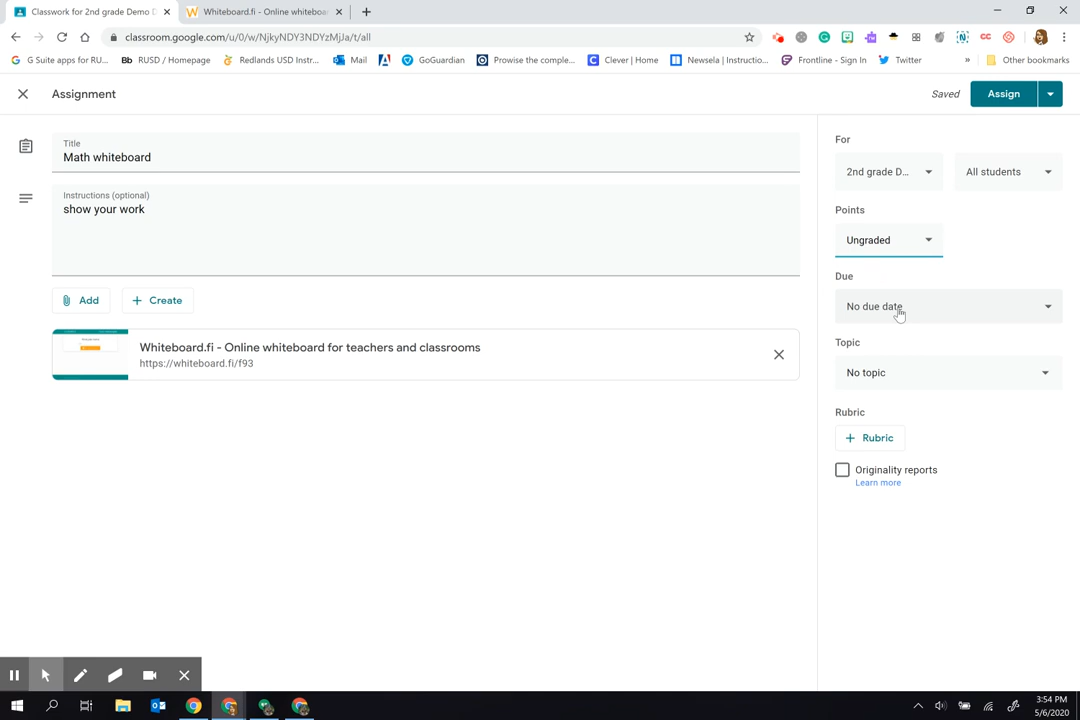 Classwork for 2nd grade Demo D
Whiteboard.fi - Online whiteboa
classroom.google.com/u/0/w/NjkyNDY3NDYzMjJa/t/all
G Suite apps for RU...
Bb RUSD / Homepage
Redlands USD Instr...
Mail
GoGuardian
Prowise the comple...
Clever | Home
Newsela | Instructio...
Frontline - Sign In
Twitter
»
Other bookmarks
Assignment
Saved
Assign
Title
Math whiteboard
Instructions (optional)
show your work
Add
Create
Whiteboard.fi - Online whiteboard for teachers and classrooms
https://whiteboard.fi/f93
For
2nd grade D...
All students
Points
Ungraded
Due
No due date
Topic
No topic
Rubric
Rubric
Originality reports
Learn more
3:54 PM
5/6/2020